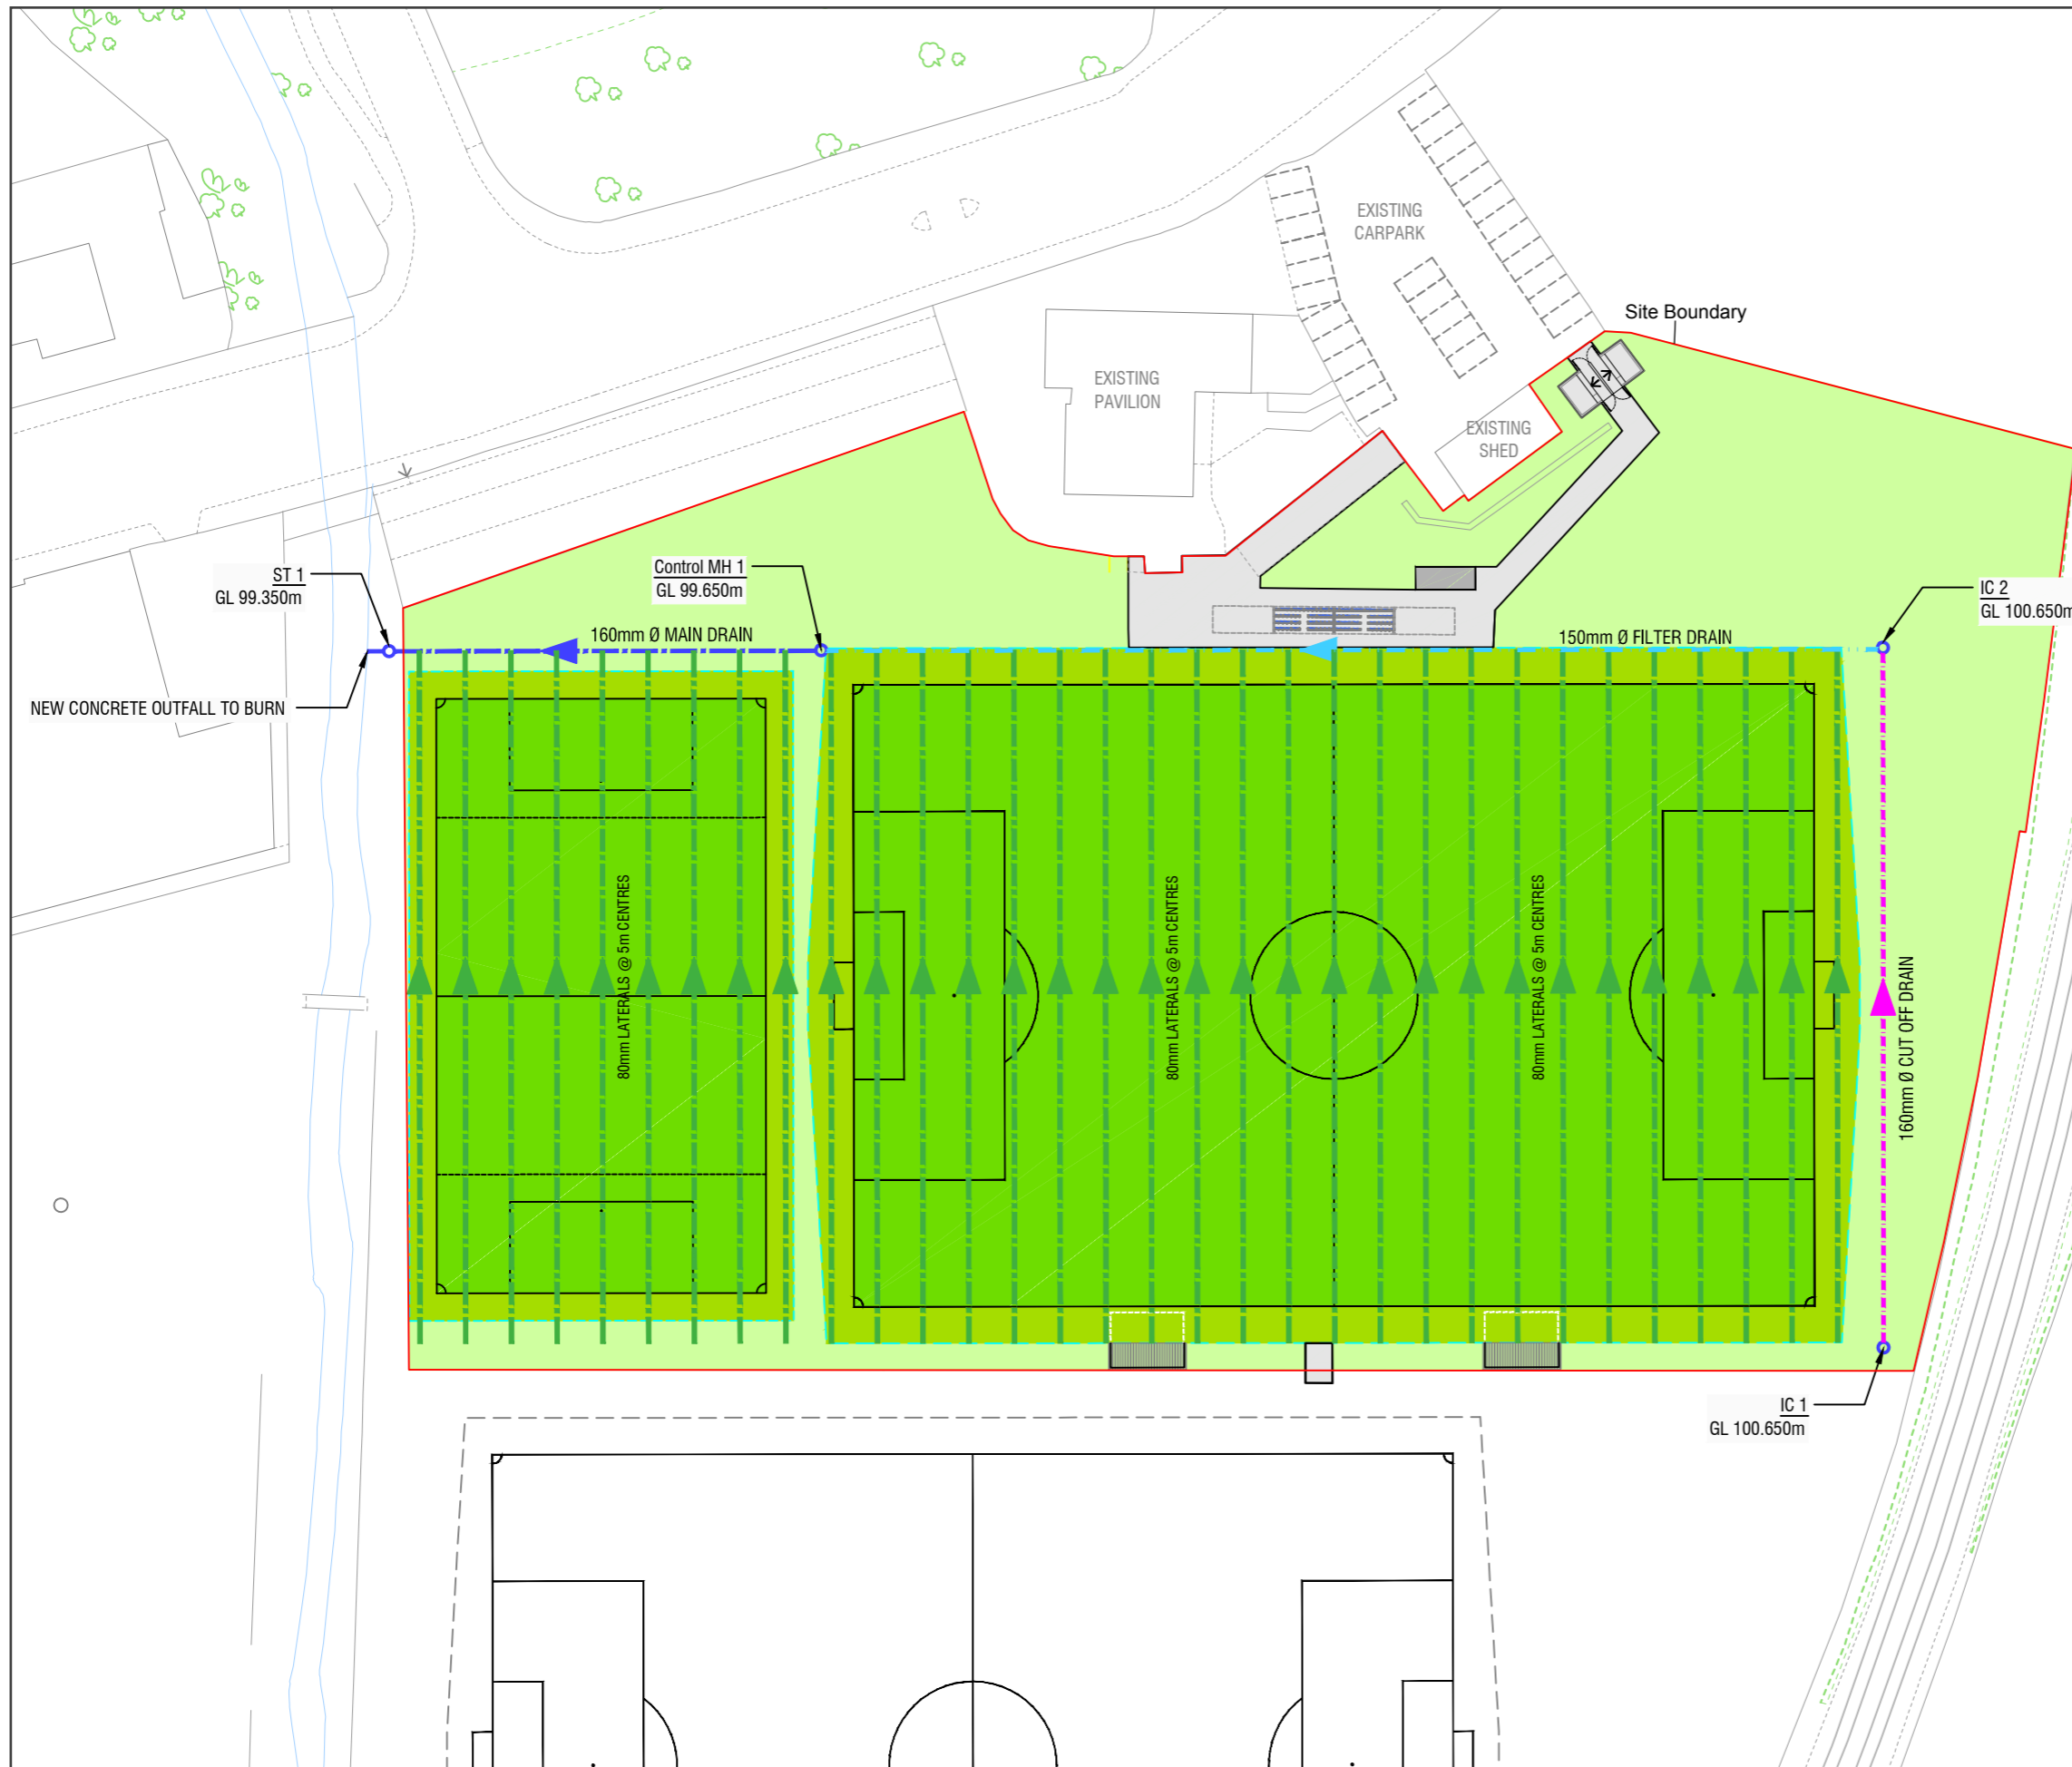 EXISTING
CARPARK
Site Boundary
EXISTING
PAVILION
EXISTING
SHED
ST 1
GL 99.350m
Control MH 1
GL 99.650m
IC 2
GL 100.650m
160mm Ø MAIN DRAIN
150mm Ø FILTER DRAIN
NEW CONCRETE OUTFALL TO BURN
80mm LATERALS @ 5m CENTRES
80mm LATERALS @ 5m CENTRES
80mm LATERALS @ 5m CENTRES
160mm Ø CUT OFF DRAIN
IC 1
GL 100.650m